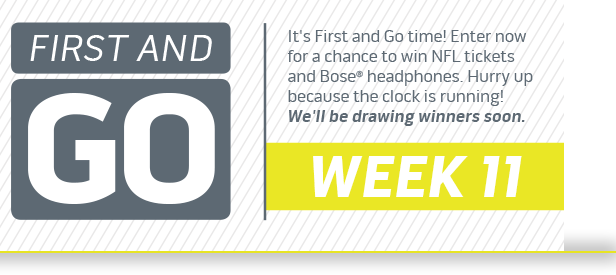 FIRST AND
GO
It's First and Go time! Enter now
for a chance to win NFL tickets
and Bose® headphones. Hurry up
because the clock is running!
We'll be drawing winners soon.
WEEK 11